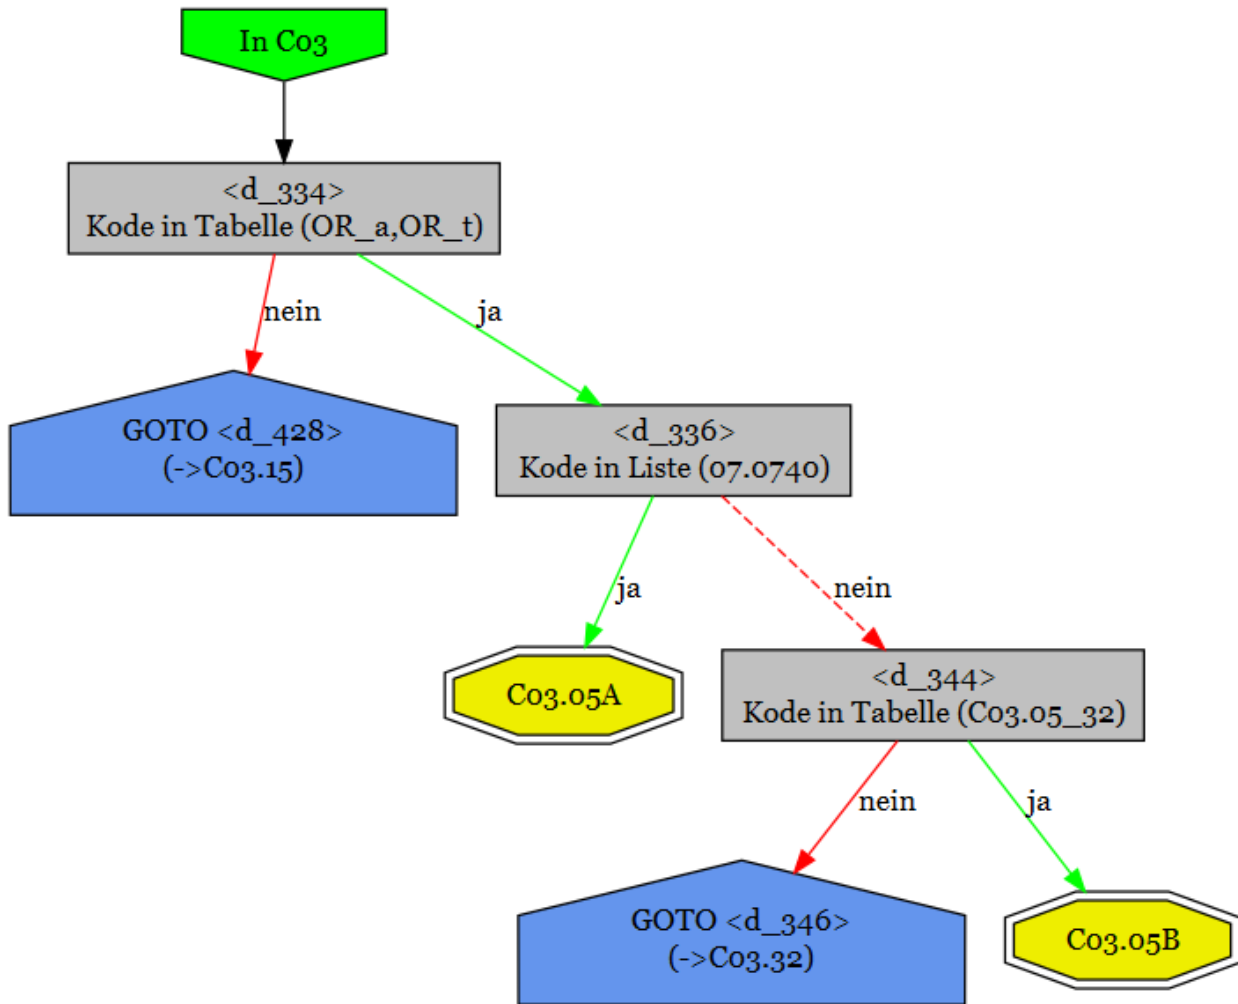 In C03
<d_334>
Kode in Tabelle (OR_a,OR_t)
nein
ja
GOTO <d_428>
(->C03.15)
<d_336>
Kode in Liste (07.0740)
ja
nein
C03.05A
<d_344>
Kode in Tabelle (C03.05_32)
nein
ja
GOTO <d_346>
(->C03.32)
C03.05B